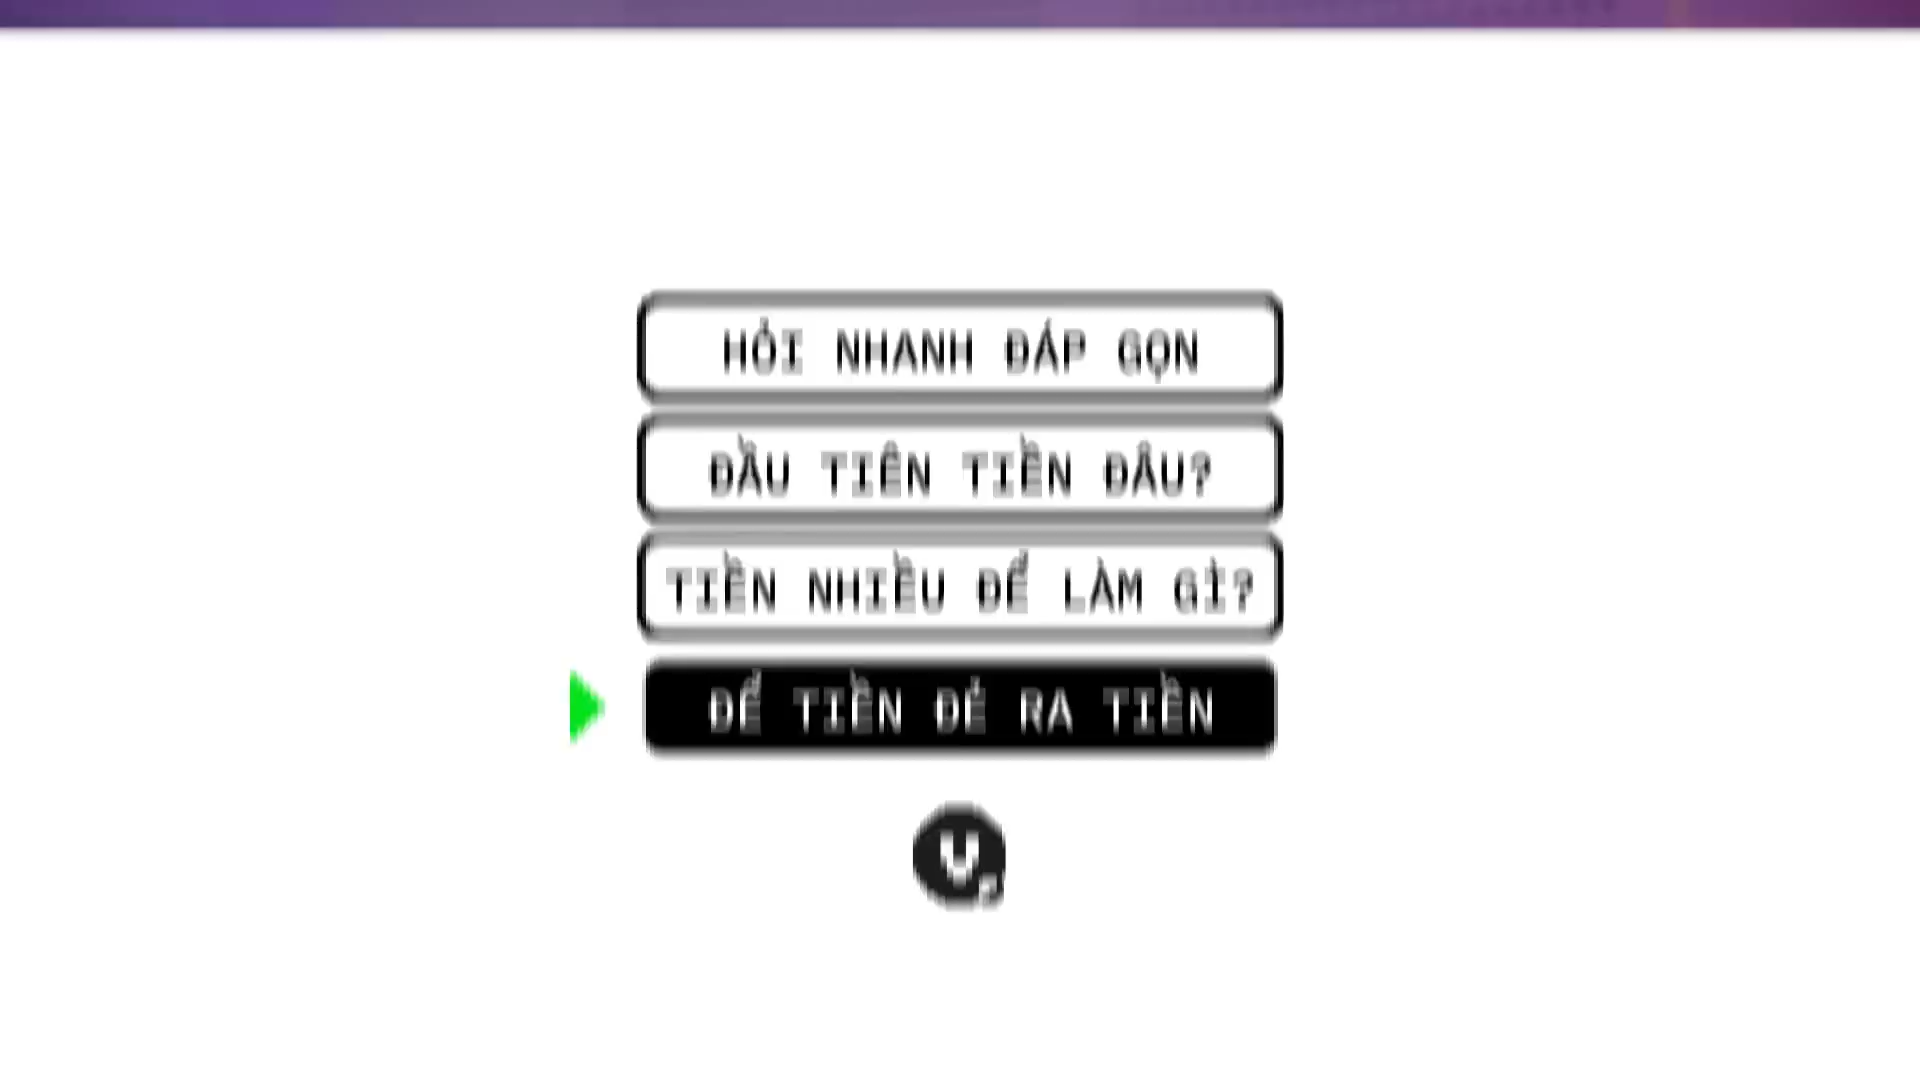 HỎI NHANH ĐÁP GỌN
ĐẦU TIÊN TIỀN ĐÂU?
TIỀN NHIỀU ĐỂ LÀM GÌ?
ĐỂ TIỀN ĐẺ RA TIỀN